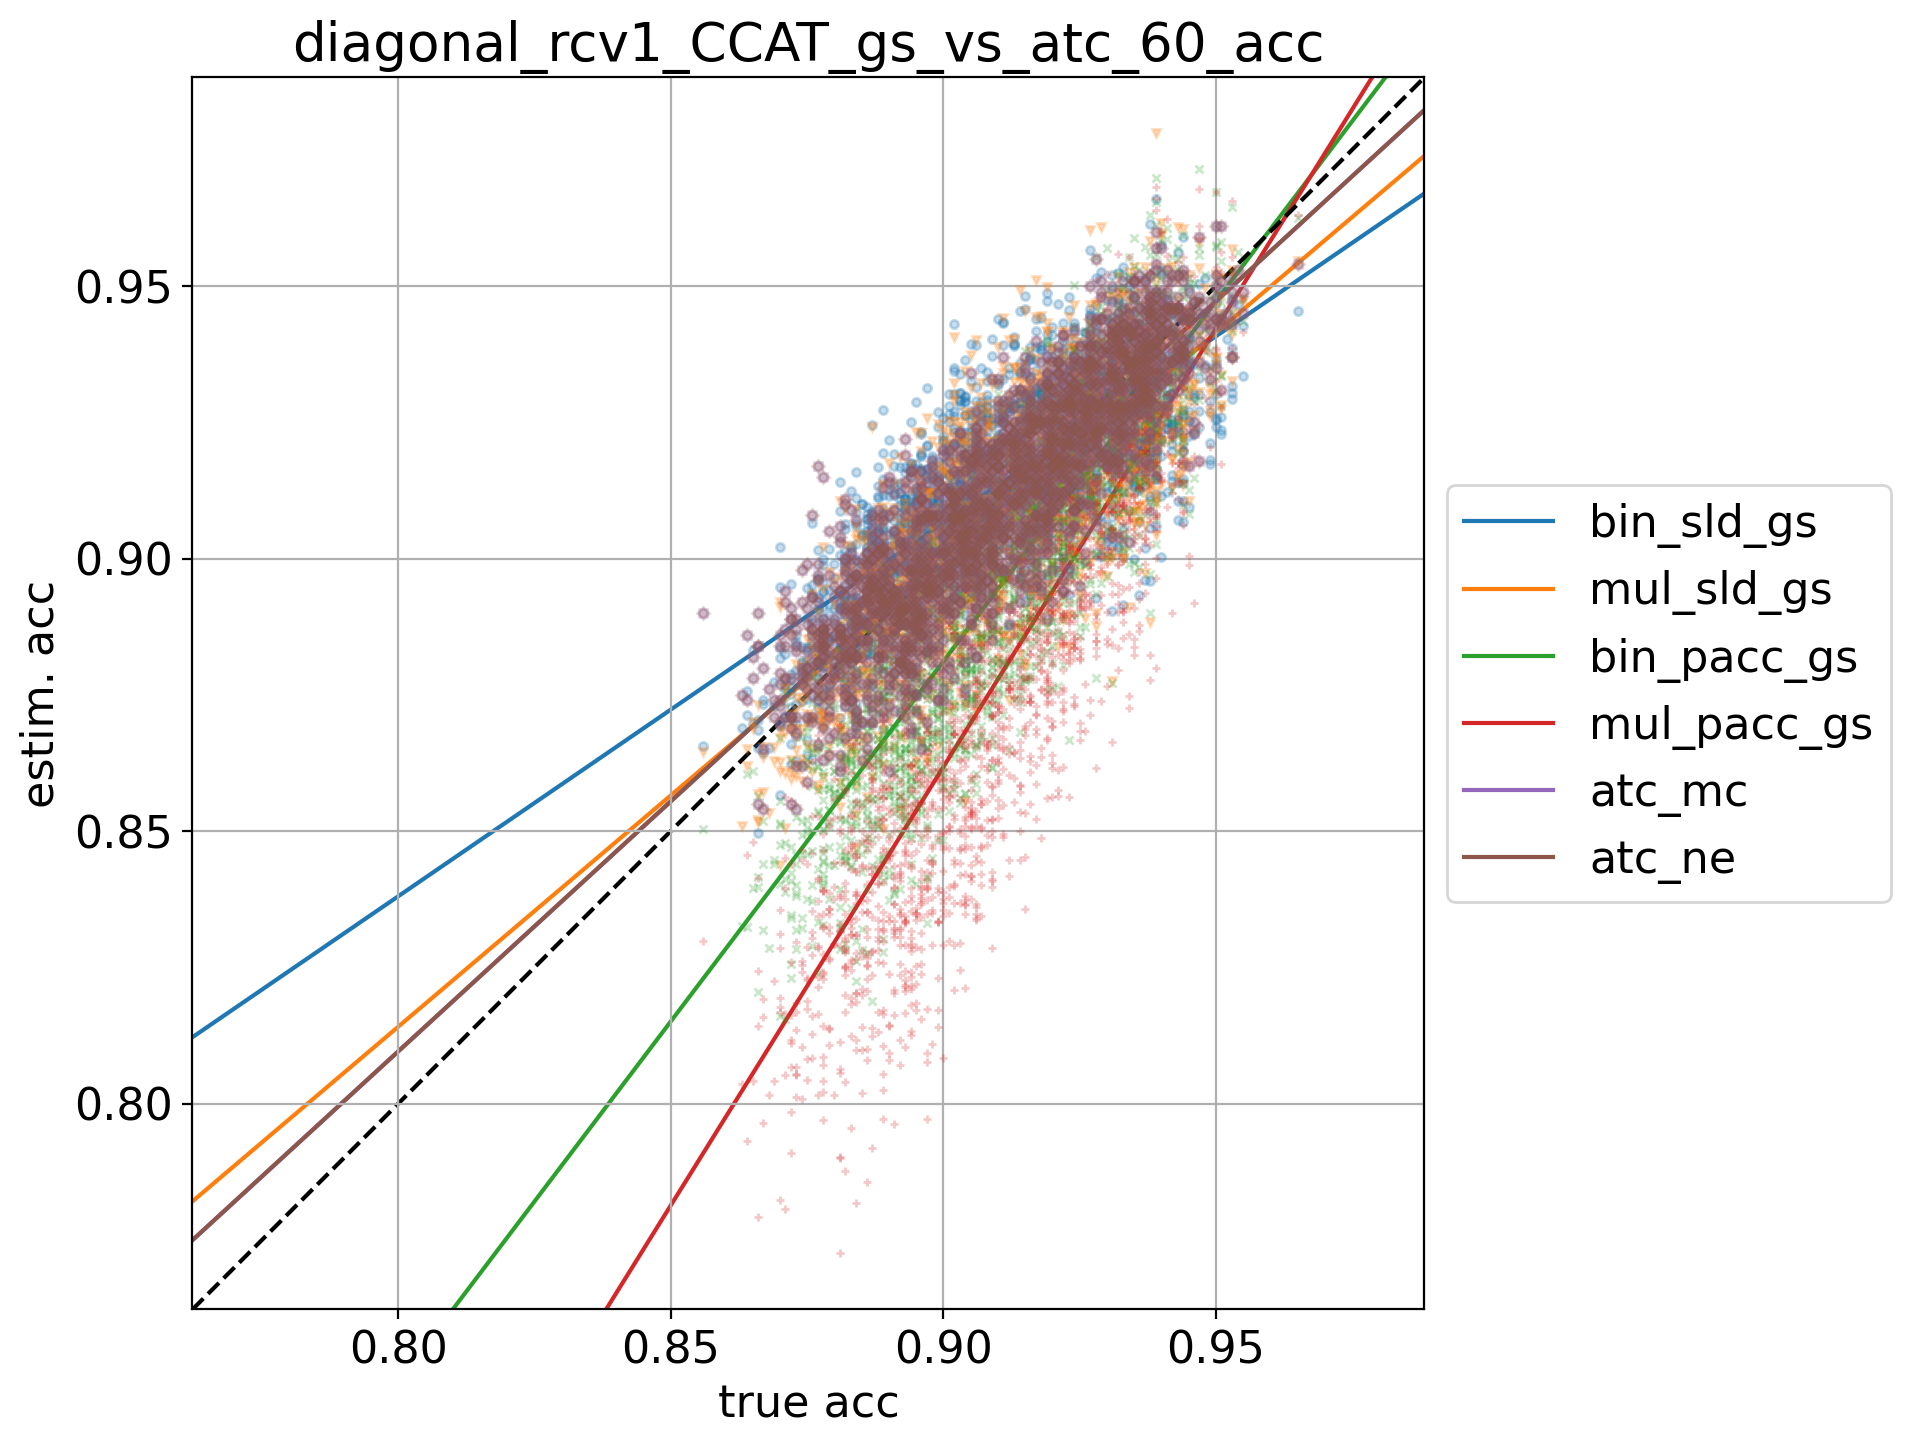 diagonal_rcv1_CCAT_gs_vs_atc_60_acc
estim. acc
0.95
0.90
0.85
0.80
0.80 0.85 0.90 0.95
true acc
bin_sld_gs
mul_sld_gs
bin_pacc_gs
mul_pacc_gs
atc_mc
atc_ne